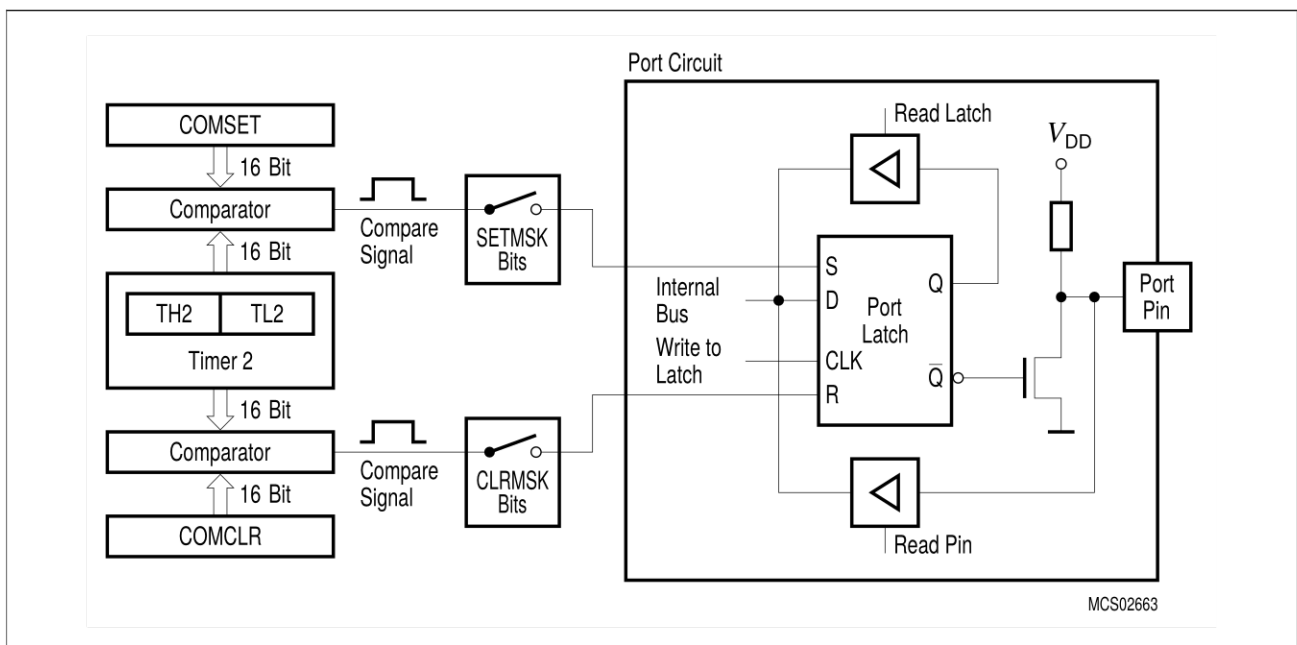 Port Circuit
COMSET
16 Bit
Comparator
16 Bit
TH2
TL2
Timer 2
16 Bit
Comparator
16 Bit
COMCLR
Compare
Signal
SETMSK
Bits
Compare
Signal
CLRMSK
Bits
Read Latch
Internal
Bus
Write to
Latch
S
D
CLK
R
Port
Latch
Q
Q̅
Read Pin
VDD
Port
Pin
MCS02663